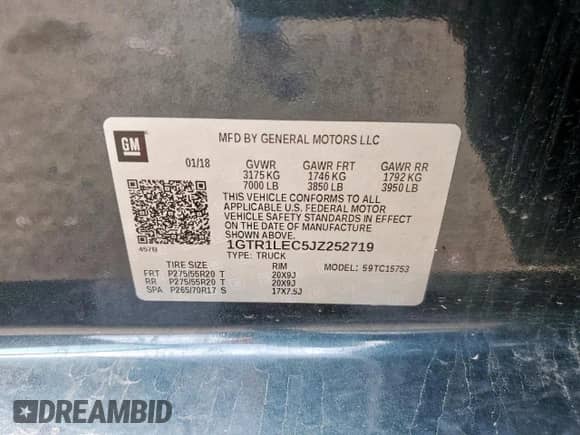 GM
MFD BY GENERAL MOTORS LLC
01/18 GVWR GAWR FRT GAWR RR
3175 KG 1746 KG 1792 KG
7000 LB 3850 LB 3950 LB
THIS VEHICLE CONFORMS TO ALL
APPLICABLE U.S. FEDERAL MOTOR
VEHICLE SAFETY STANDARDS IN EFFECT
ON THE DATE OF MANUFACTURE
SHOWN ABOVE.
1GTR1LEC5JZ252719
TYPE: TRUCK MODEL: 59TC15753
TIRE SIZE RIM
FRT P275/55R20 T 20X9J
RR P275/55R20 T 20X9J
SPA P265/70R17 S 17X7.5J
DREAMBID